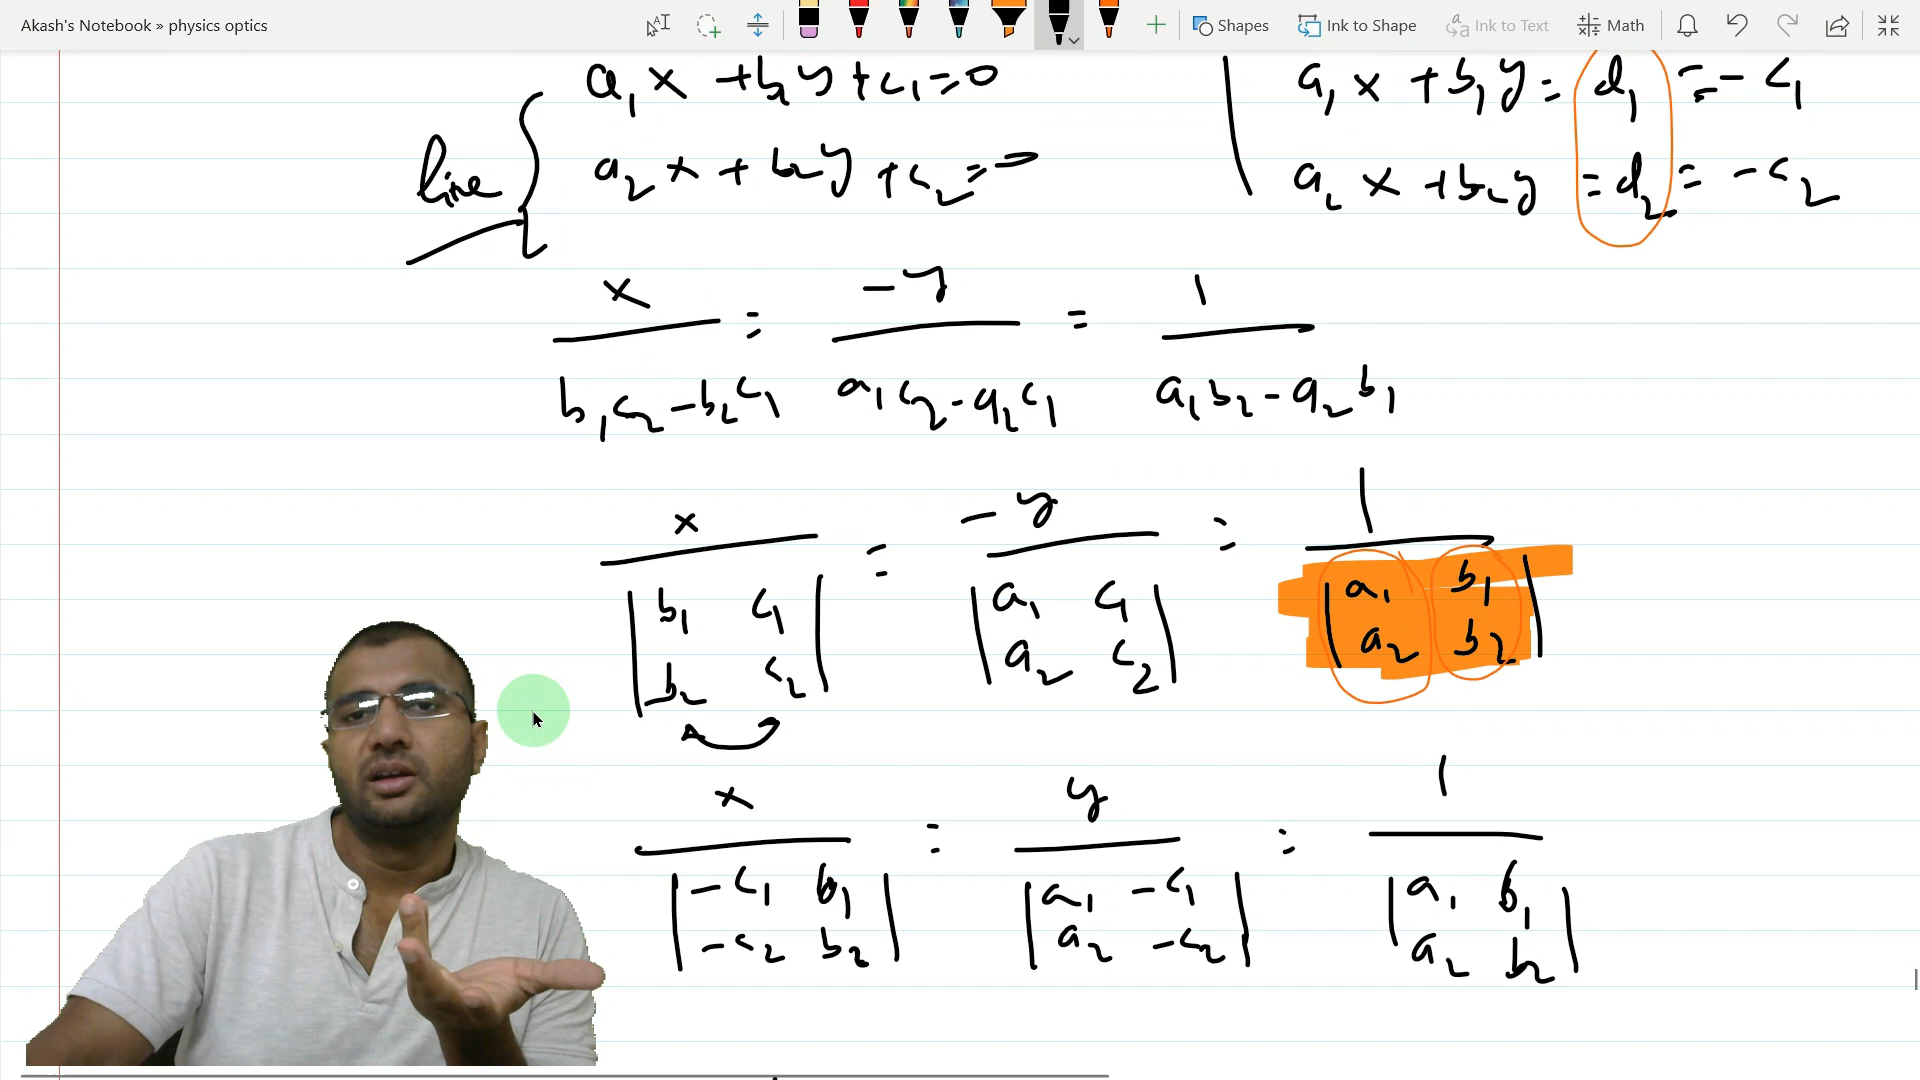 Akash's Notebook » physics optics
Shapes Ink to Shape Ink to Text Math
a₁x + b₁y + c₁ = 0
a₁x + b₁y = d₁ = -c₁
line
a₂x + b₂y + c₂ = 0
a₂x + b₂y = d₂ = -c₂
x = -y = 1
b₁c₂ - b₂c₁ a₁c₂ - a₂c₁ a₁b₂ - a₂b₁
x = -y = 1
b₁ c₁ a₁ c₁ a₁ b₁
b₂ c₂ a₂ c₂ a₂ b₂
x = y = 1
-c₁ b₁ a₁ -c₁ a₁ b₁
-c₂ b₂ a₂ -c₂ a₂ b₂